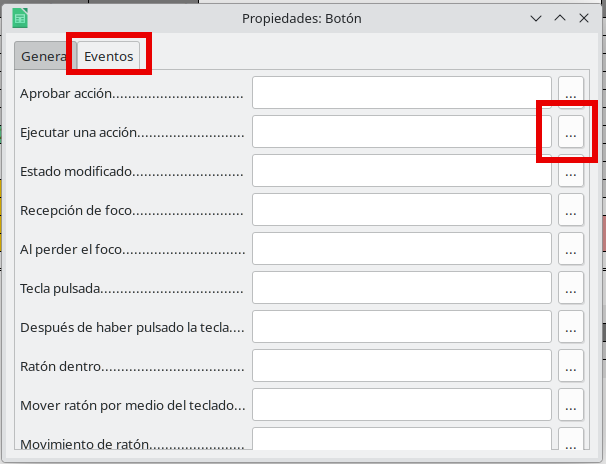 Propiedades: Botón
General Eventos
Aprobar acción................................. ...
Ejecutar una acción........................... ...
Estado modificado............................ ...
Recepción de foco............................ ...
Al perder el foco............................... ...
Tecla pulsada.................................... ...
Después de haber pulsado la tecla.... ...
Ratón dentro.................................... ...
Mover ratón por medio del teclado... ...
Movimiento de ratón........................ ...